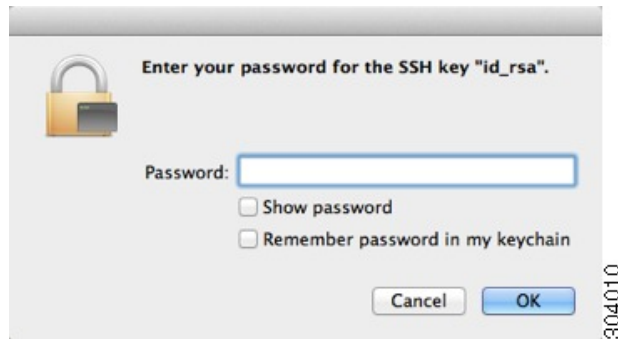 Enter your password for the SSH key "id_rsa".
Password:
Show password
Remember password in my keychain
Cancel
OK
304010